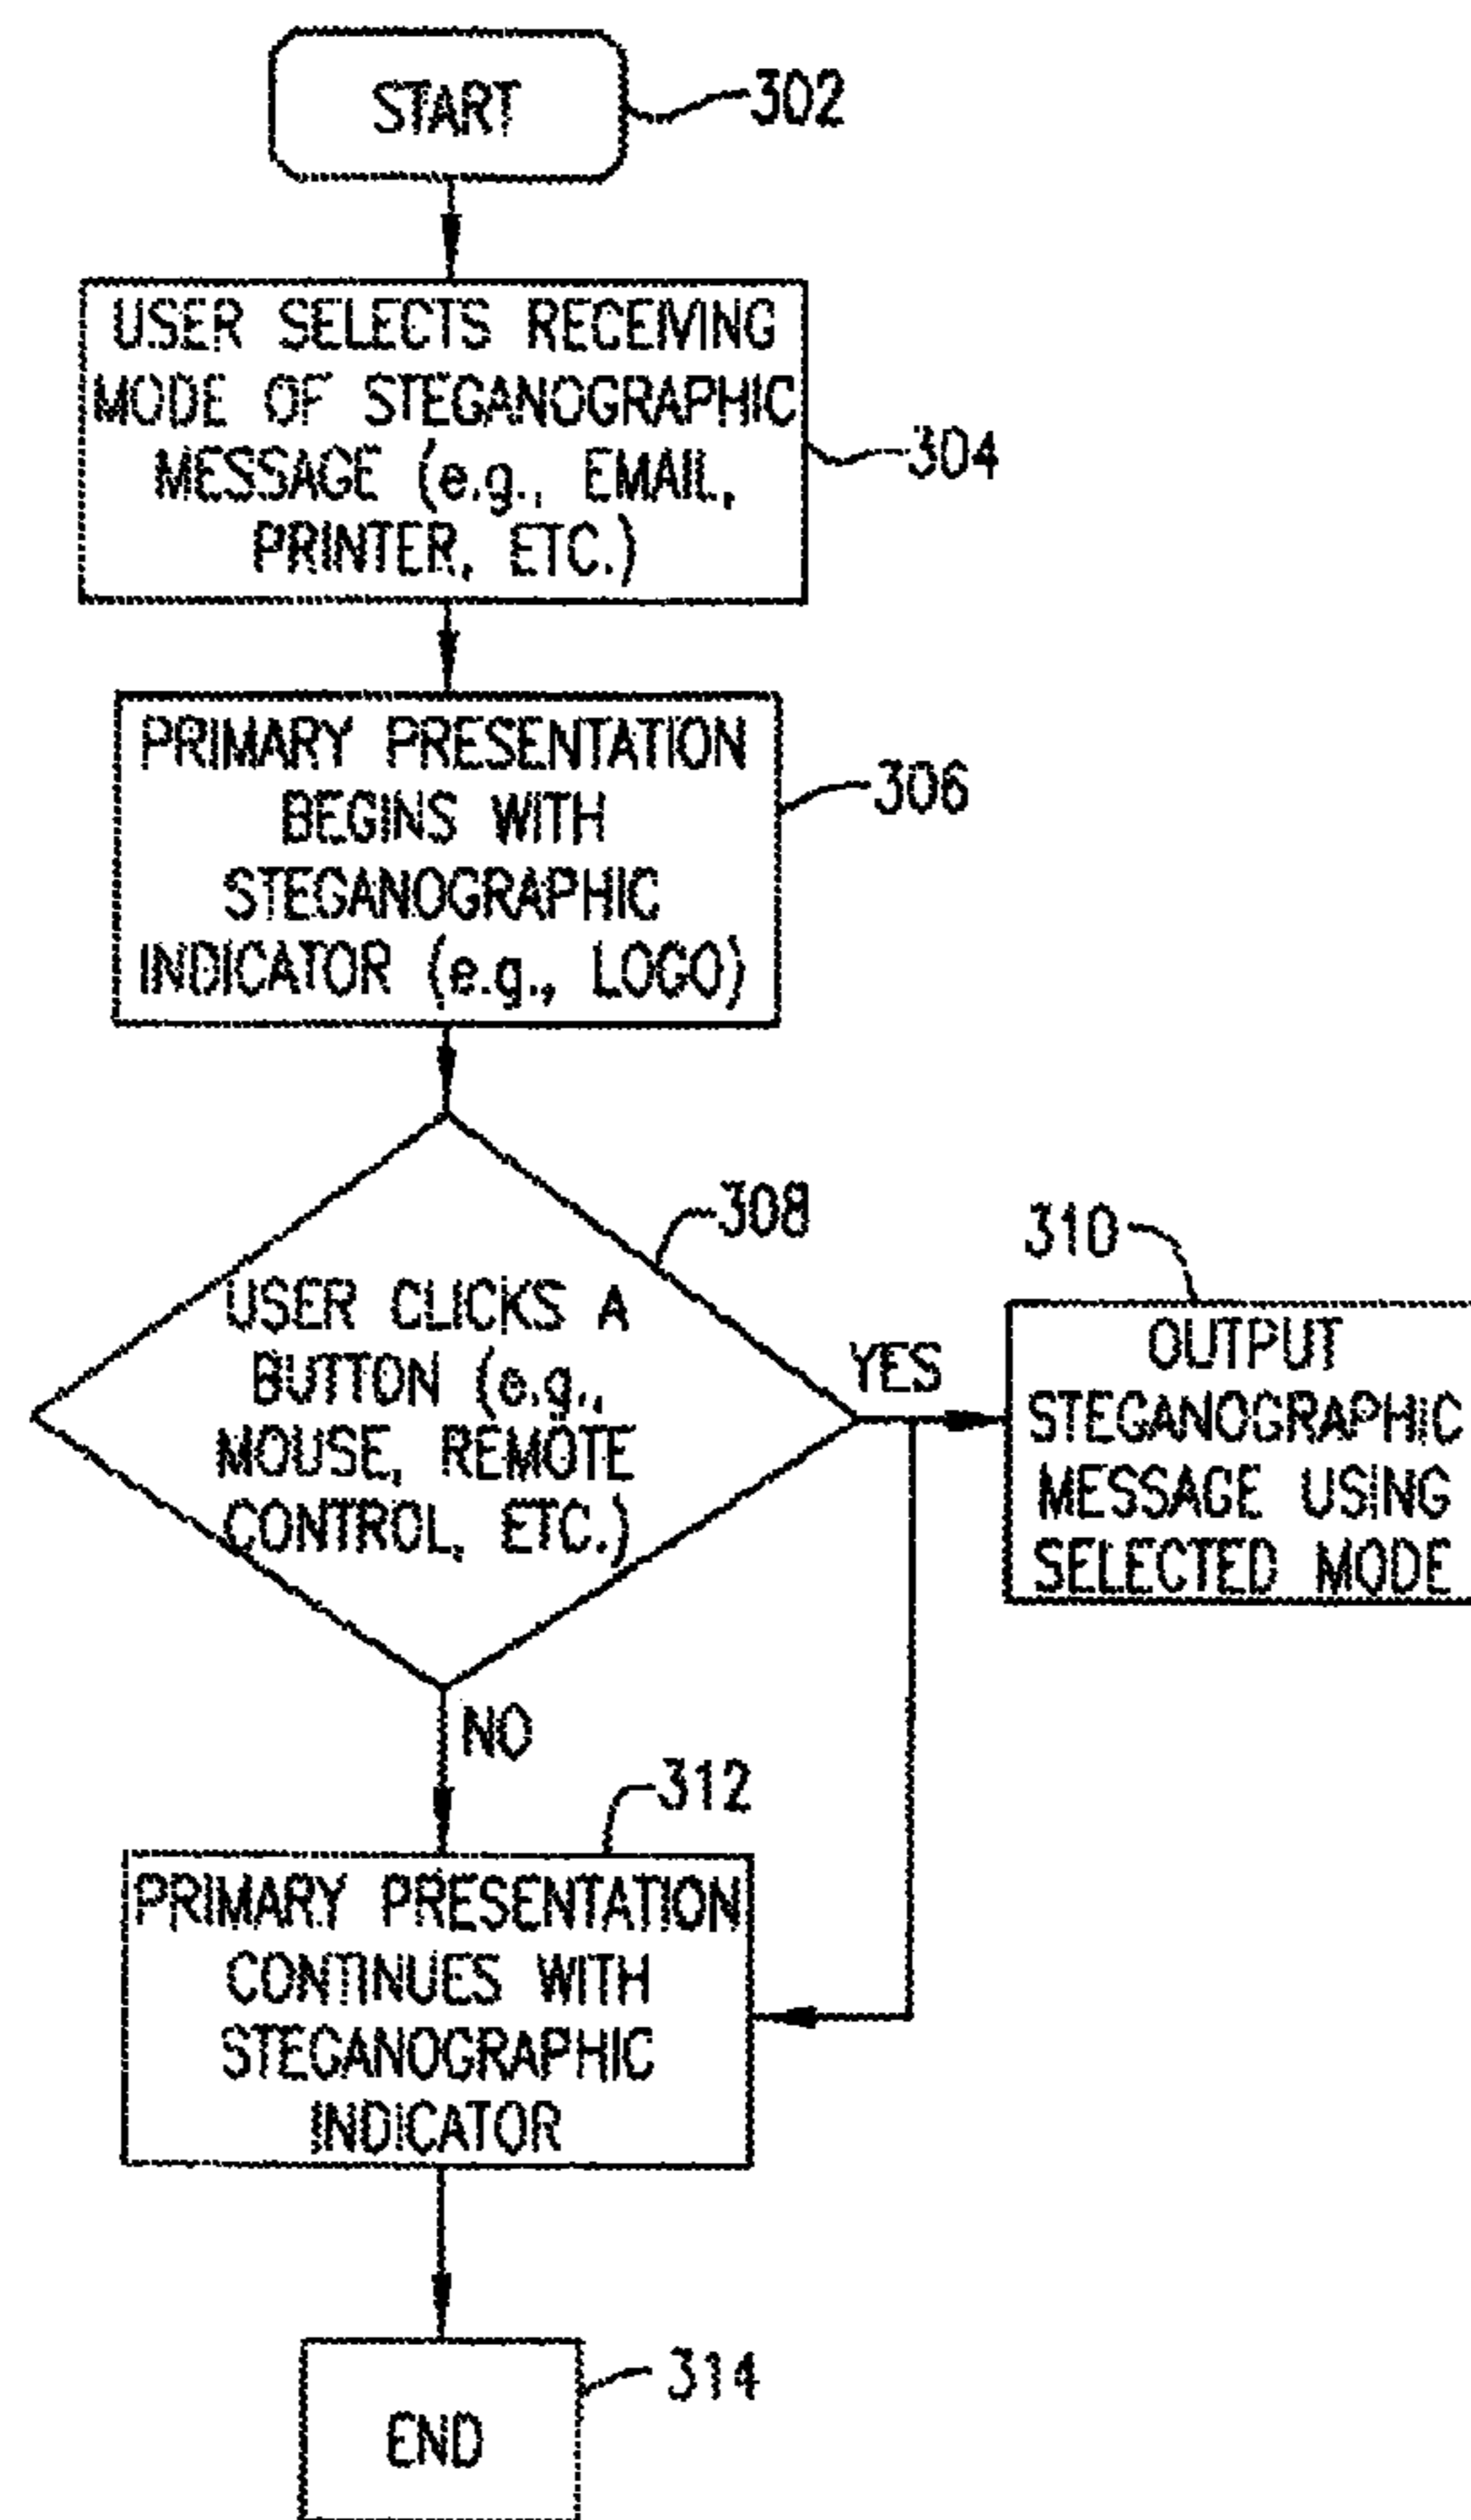 START
302
USER SELECTS RECEIVING
MODE OF STEGANOGRAPHIC
MESSAGE (e.g., EMAIL,
PRINTER, ETC.)
304
PRIMARY PRESENTATION
BEGINS WITH
STEGANOGRAPHIC
INDICATOR (e.g., LOGO)
306
308
USER CLICKS A
BUTTON (e.g.,
MOUSE, REMOTE
CONTROL, ETC.)
YES
310
OUTPUT
STEGANOGRAPHIC
MESSAGE USING
SELECTED MODE
NO
312
PRIMARY PRESENTATION
CONTINUES WITH
STEGANOGRAPHIC
INDICATOR
314
END